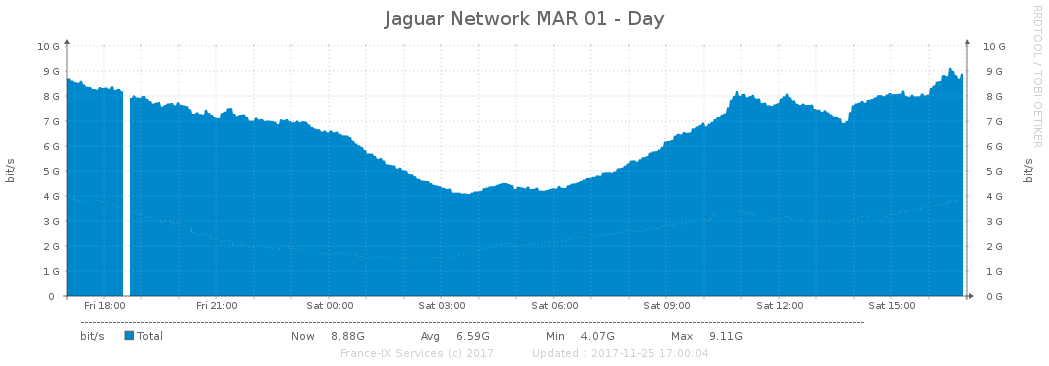 Jaguar Network MAR 01 - Day
RRDTOOL / TOBI OETIKER
bit/s
10 G 10 G
9 G 9 G
8 G 8 G
7 G 7 G
6 G 6 G
5 G 5 G
4 G 4 G
3 G 3 G
2 G 2 G
1 G 1 G
0 0 G
bit/s
Fri 18:00 Fri 21:00 Sat 00:00 Sat 03:00 Sat 06:00 Sat 09:00 Sat 12:00 Sat 15:00
bit/s Total Now 8.88G Avg 6.59G Min 4.07G Max 9.11G
France-IX Services (c) 2017 Updated : 2017-11-25 17:00:04